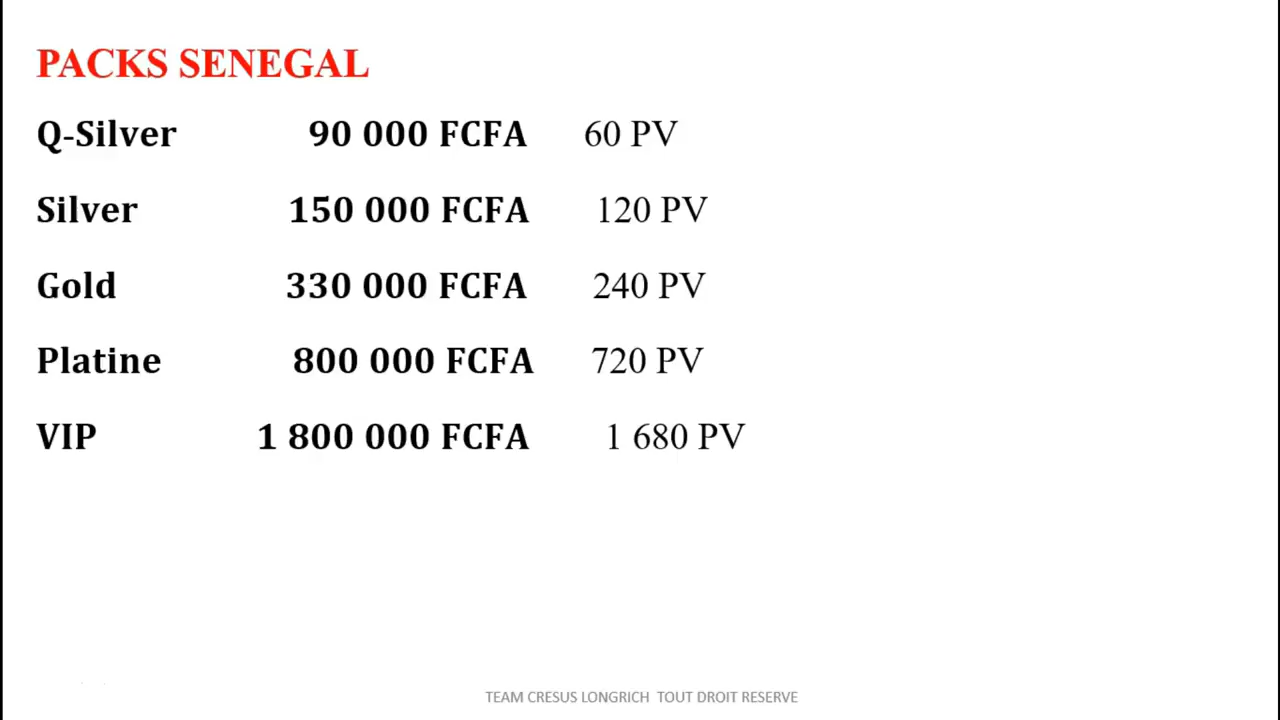 PACKS SENEGAL
Q-Silver 90 000 FCFA 60 PV
Silver 150 000 FCFA 120 PV
Gold 330 000 FCFA 240 PV
Platine 800 000 FCFA 720 PV
VIP 1 800 000 FCFA 1 680 PV
TEAM CRESUS LONGRICH TOUT DROIT RESERVE